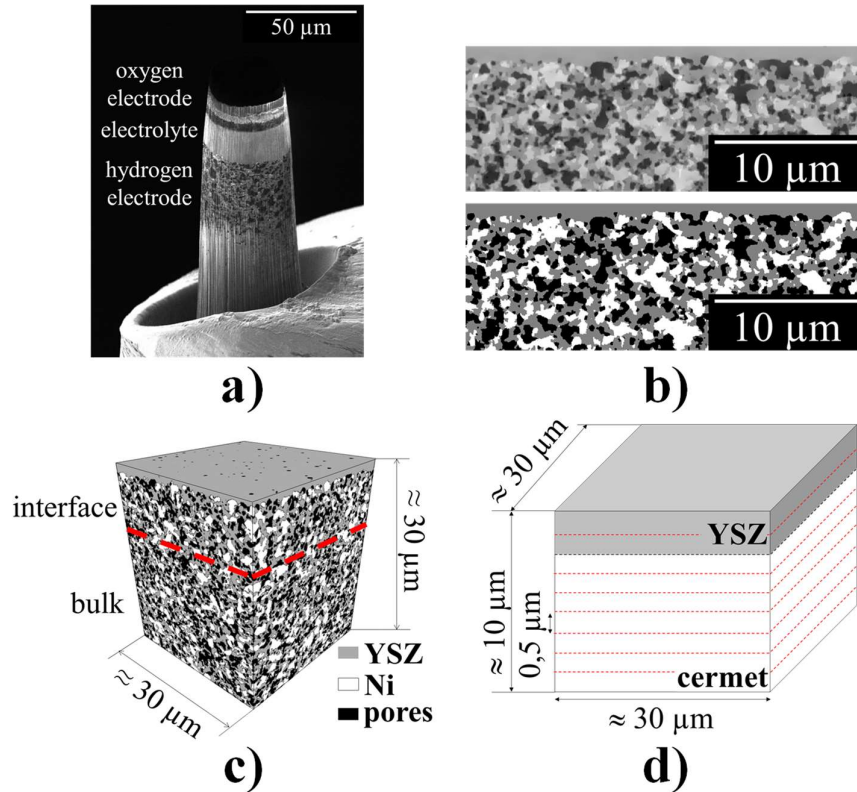 50 µm
oxygen
electrode
electrolyte
hydrogen
electrode
a)
10 µm
10 µm
b)
interface
bulk
≈ 30 µm
≈ 30 µm
YSZ
Ni
pores
c)
≈ 30 µm
YSZ
≈ 10 µm
0,5 µm
cermet
≈ 30 µm
d)